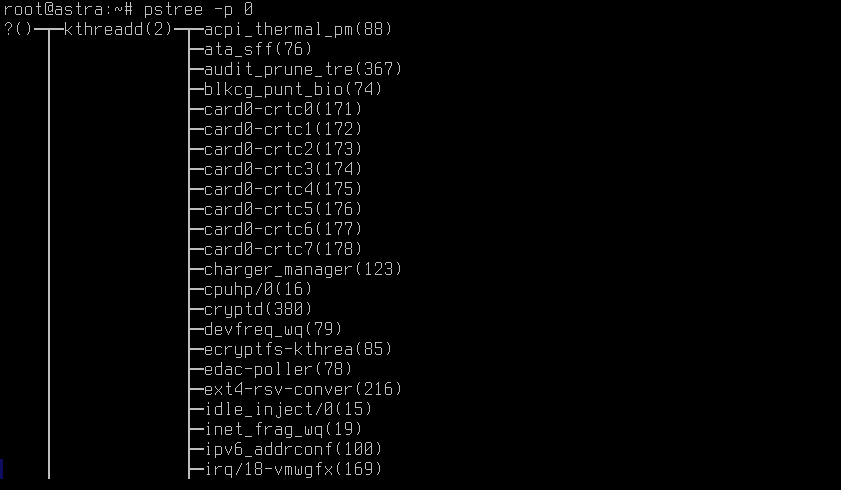 root@astra:~# pstree -p 0
?()─┬─kthreadd(2)─┬─acpi_thermal_pm(88)
├─ata_sff(76)
├─audit_prune_tre(367)
├─blkcg_punt_bio(74)
├─card0-crtc0(171)
├─card0-crtc1(172)
├─card0-crtc2(173)
├─card0-crtc3(174)
├─card0-crtc4(175)
├─card0-crtc5(176)
├─card0-crtc6(177)
├─card0-crtc7(178)
├─charger_manager(123)
├─cpuhp/0(16)
├─cryptd(380)
├─devfreq_wq(79)
├─ecryptfs-kthrea(85)
├─edac-poller(78)
├─ext4-rsv-conver(216)
├─idle_inject/0(15)
├─inet_frag_wq(19)
├─ipv6_addrconf(100)
├─irq/18-vmwgfx(169)